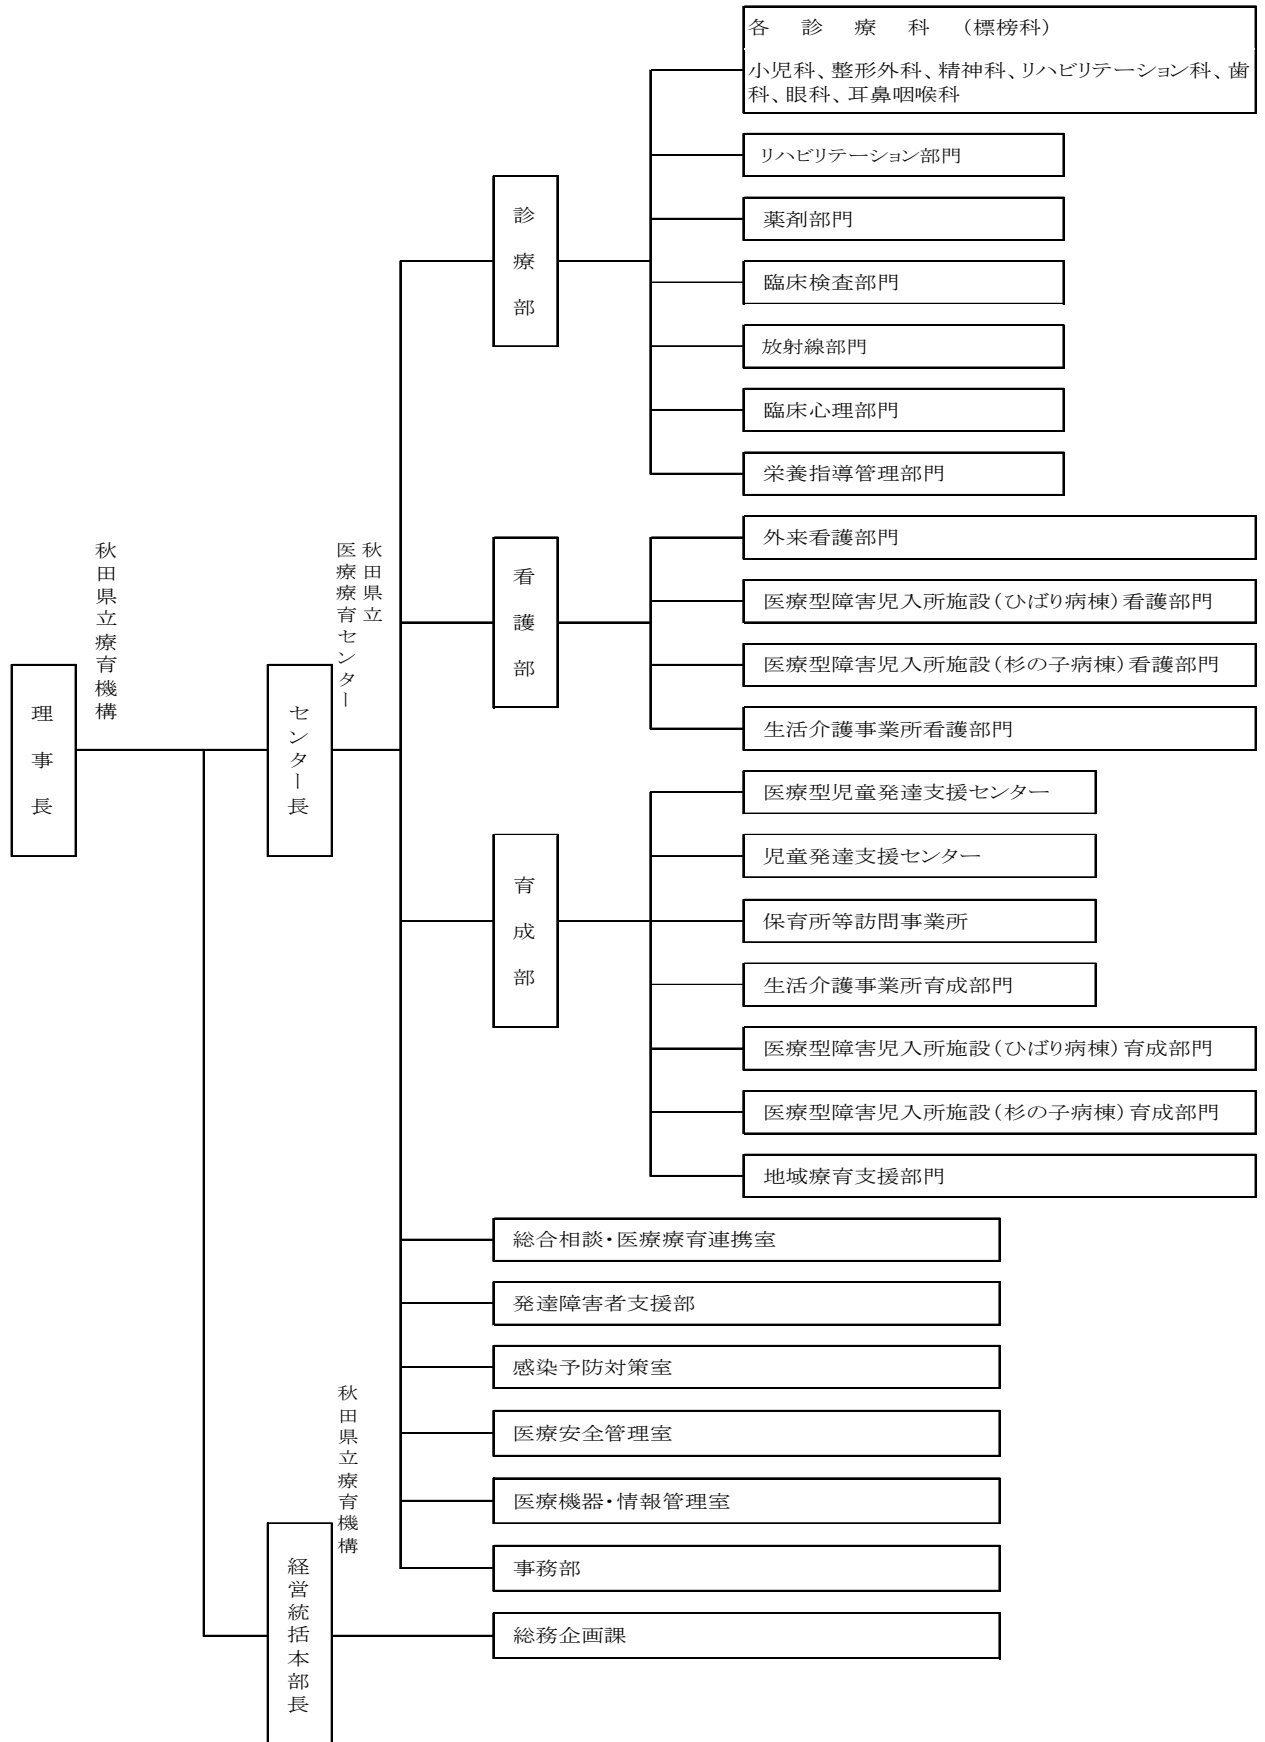 各　診　療　科　（標榜科）
小児科、整形外科、精神科、リハビリテーション科、歯
科、眼科、耳鼻咽喉科
リハビリテーション部門
薬剤部門
臨床検査部門
放射線部門
臨床心理部門
栄養指導管理部門
診療部
外来看護部門
医療型障害児入所施設（ひばり病棟）看護部門
医療型障害児入所施設（杉の子病棟）看護部門
生活介護事業所看護部門
看護部
秋田県立療育機構
秋田県立
医療療育センター
理事長
センター長
医療型児童発達支援センター
児童発達支援センター
保育所等訪問事業所
生活介護事業所育成部門
医療型障害児入所施設（ひばり病棟）育成部門
医療型障害児入所施設（杉の子病棟）育成部門
地域療育支援部門
育成部
総合相談・医療療育連携室
発達障害者支援部
感染予防対策室
医療安全管理室
医療機器・情報管理室
事務部
秋田県立療育機構
経営統括本部長
総務企画課